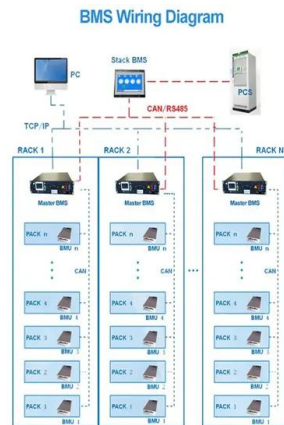 BMS Wiring Diagram
Stack BMS
PC
PCS
CAN/RS485
TCP/IP
RACK 1
RACK 2
RACK N
Master BMS
Master BMS
Master BMS
PACK n
PACK n
PACK n
BMU n
BMU n
BMU n
CAN
CAN
CAN
PACK 4
PACK 4
PACK 4
BMU 4
BMU 4
BMU 4
PACK 3
PACK 3
PACK 3
BMU 3
BMU 3
BMU 3
PACK 2
PACK 2
PACK 2
BMU 2
BMU 2
BMU 2
PACK 1
PACK 1
PACK 1
BMU 1
BMU 1
BMU 1